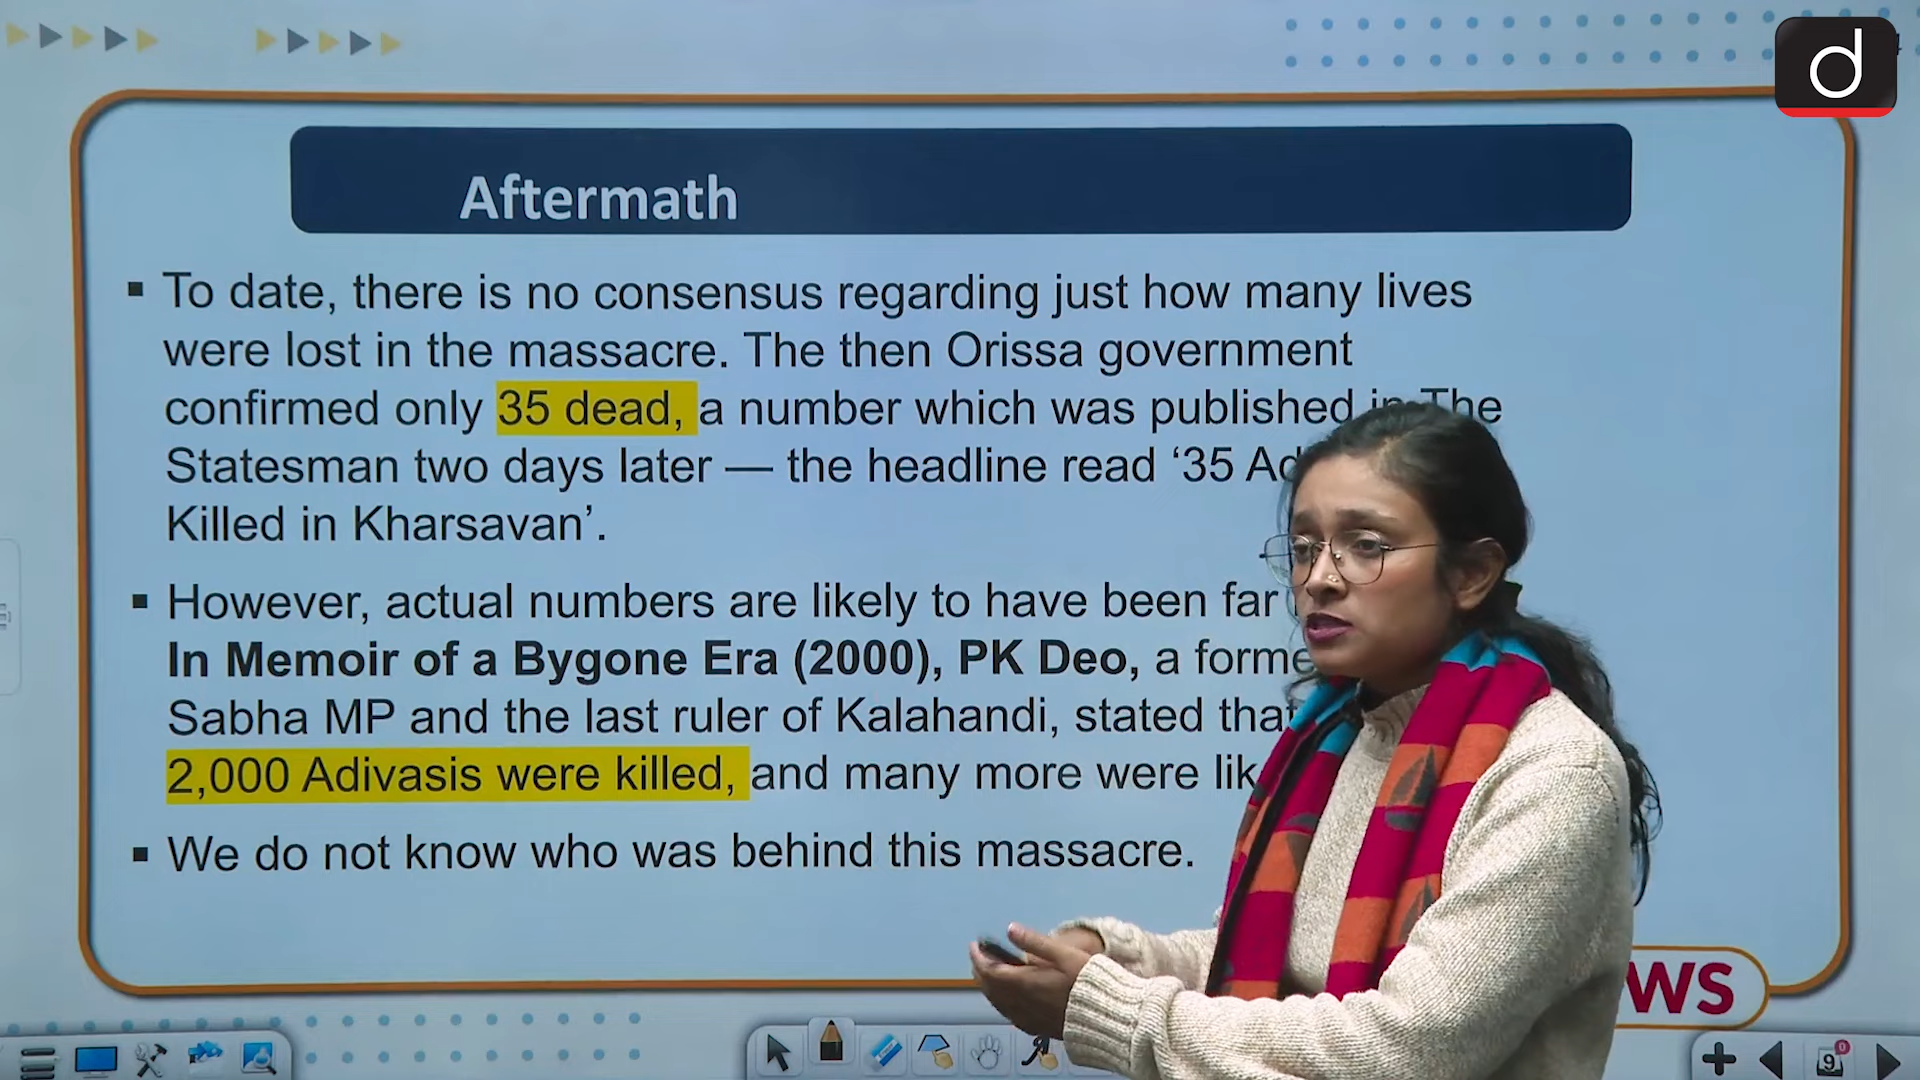 d
Aftermath
To date, there is no consensus regarding just how many lives
were lost in the massacre. The then Orissa government
confirmed only 35 dead, a number which was published in The
Statesman two days later — the headline read ‘35
Killed in Kharsavan’.
However, actual numbers are likely to have been far
In Memoir of a Bygone Era (2000), PK Deo, a
Sabha MP and the last ruler of Kalahandi, stated that
2,000 Adivasis were killed, and many more were
We do not know who was behind this massacre.
WS
9
0